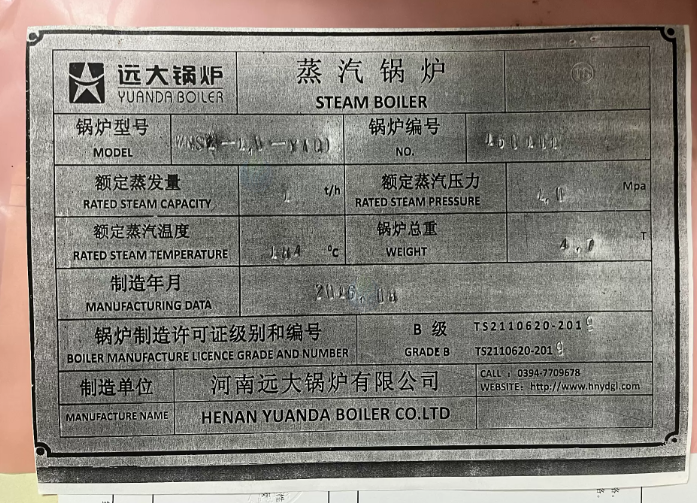 远大锅炉
YUANDA BOILER
蒸汽锅炉
STEAM BOILER
锅炉型号
MODEL
锅炉编号
NO.
额定蒸发量
RATED STEAM CAPACITY
t/h
额定蒸汽压力
RATED STEAM PRESSURE
Mpa
额定蒸汽温度
RATED STEAM TEMPERATURE
184
⁰C
锅炉总重
WEIGHT
T
制造年月
MANUFACTURING DATA
锅炉制造许可证级别和编号
BOILER MANUFACTURE LICENCE GRADE AND NUMBER
B 级
GRADE B
TS2110620-2019
TS2110620-2019
制造单位
MANUFACTURE NAME
河南远大锅炉有限公司
HENAN YUANDA BOILER CO.LTD
CALL : 0394-7709678
WEBSITE: http://www.hnydgl.com